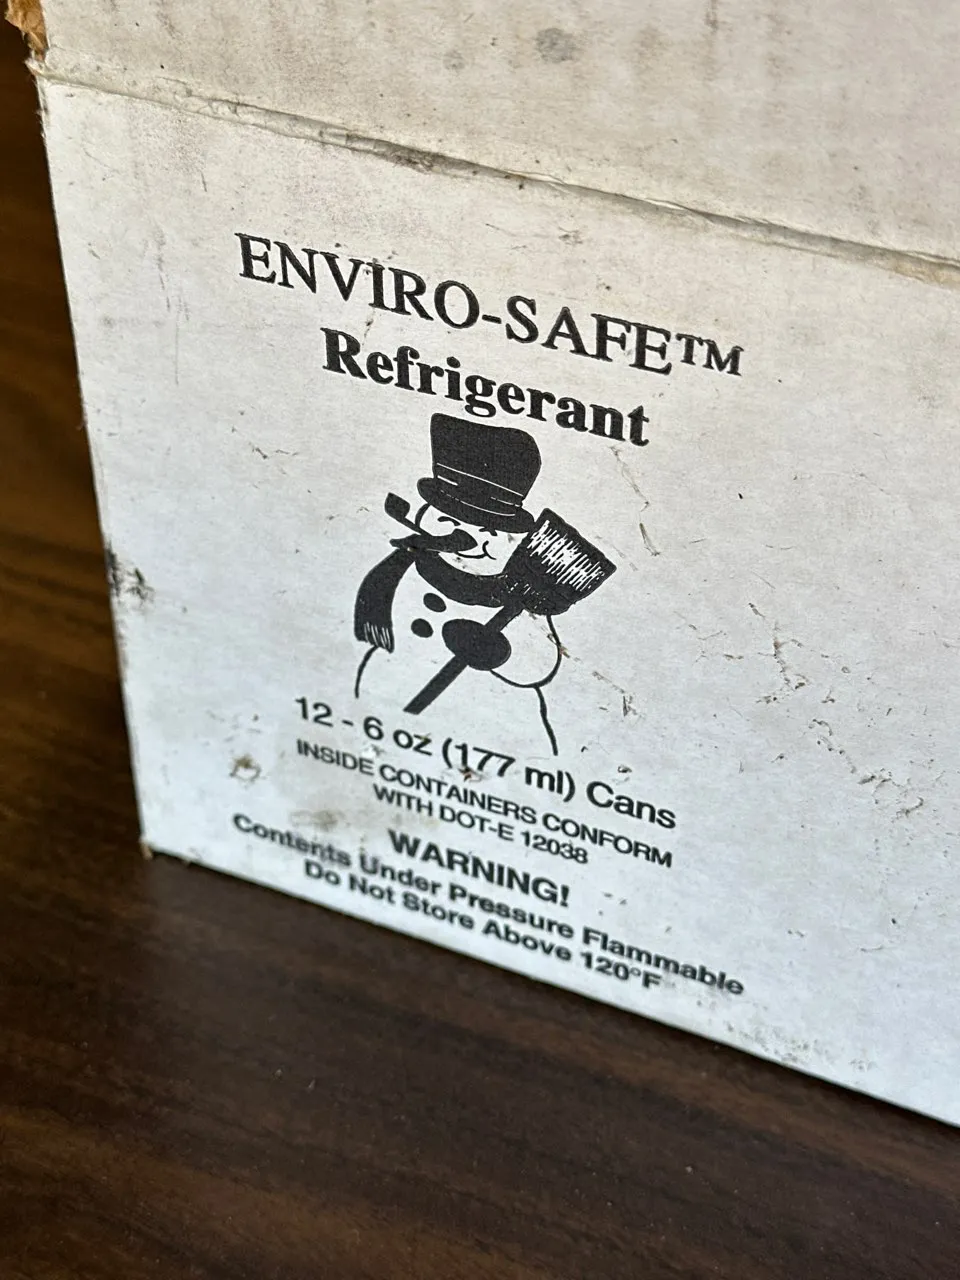 ENVIRO-SAFE™
Refrigerant
12 - 6 oz (177 ml) Cans
INSIDE CONTAINERS CONFORM
WITH DOT-E 12038
WARNING!
Contents Under Pressure Flammable
Do Not Store Above 120°F